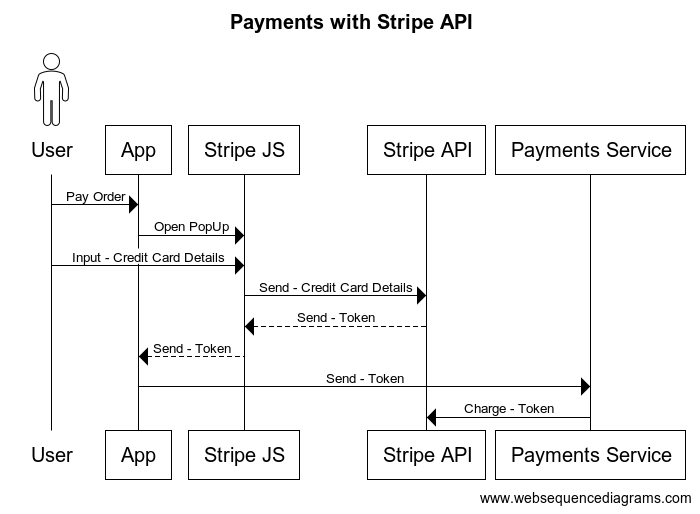 Payments with Stripe API
User
App
Stripe JS
Stripe API
Payments Service
Pay Order
Open PopUp
Input - Credit Card Details
Send - Credit Card Details
Send - Token
Send - Token
Send - Token
Charge - Token
User
App
Stripe JS
Stripe API
Payments Service
www.websequencediagrams.com